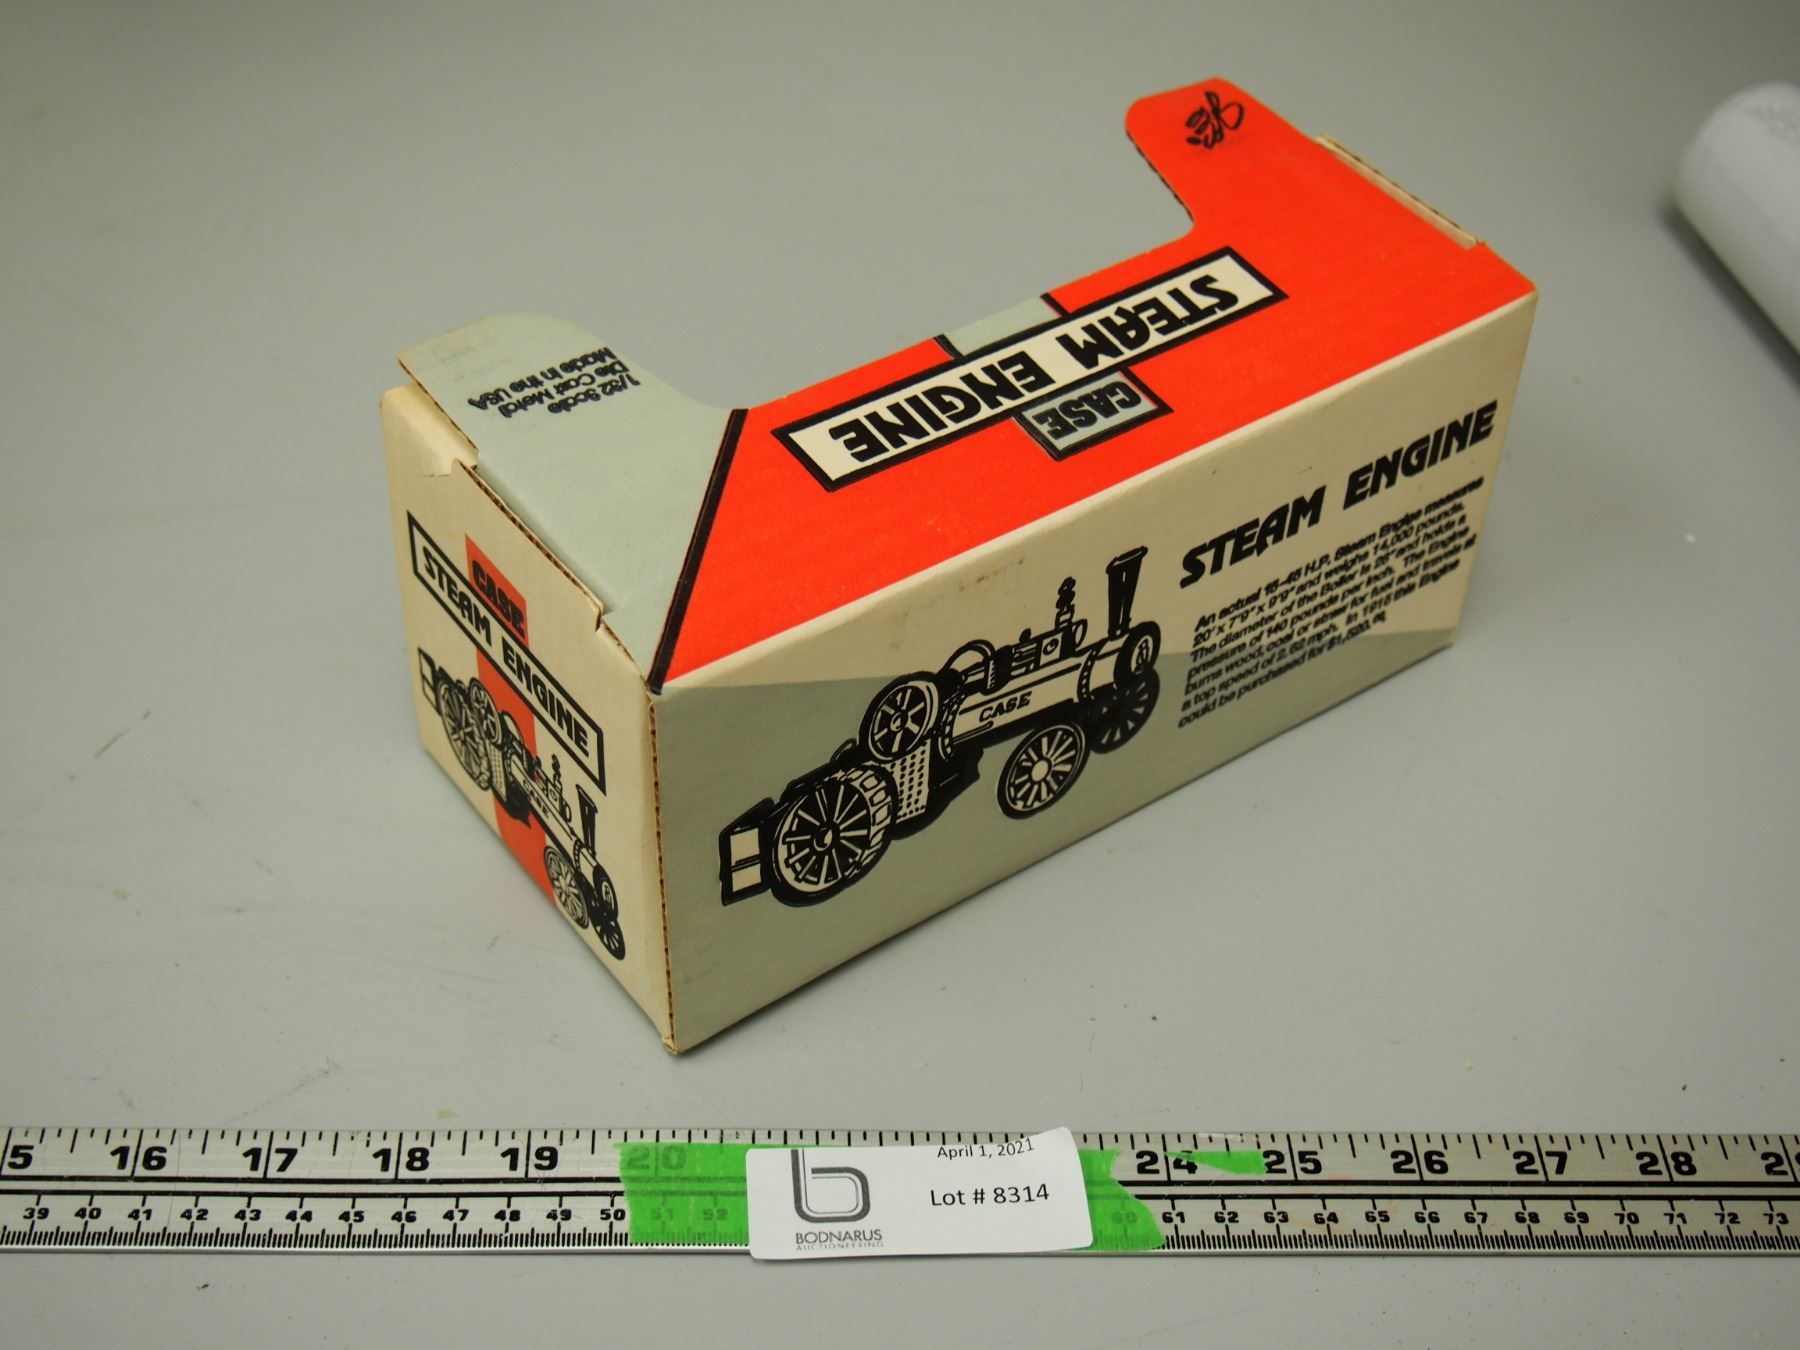 1/32 Scale
Die Cast Metal
Made in the USA
STEAM ENGINE
CASE
CASE
STEAM ENGINE
CASE
CASE
STEAM ENGINE
An actual 15-45 H.P. Steam Engine measures
20' x 7'9" x 9'9" and weighs 14,000 pounds.
The diameter of the Boiler is 26" and holds a
pressure of 140 pounds per inch. The Engine
burns wood, coal or straw for fuel and travels at
a top speed of 2.62 mph. In 1915 this Engine
could be purchased for $1,520.
5 16 17 18 19 20 24 25 26 27 28
39 40 41 42 43 44 45 46 47 48 49 50 51 52 60 61 62 63 64 65 66 67 68 69 70 71 72 73
April 1, 2021
Lot # 8314
b
BODNARUS
AUCTIONEERING